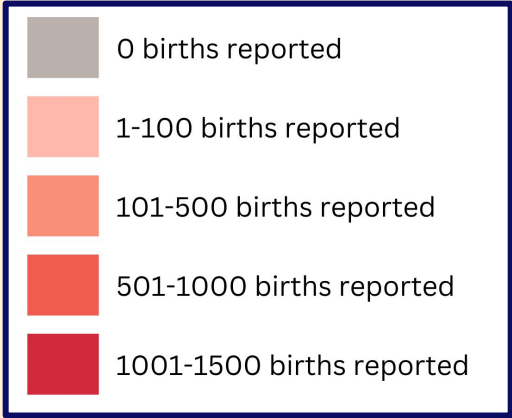 0 births reported
1-100 births reported
101-500 births reported
501-1000 births reported
1001-1500 births reported